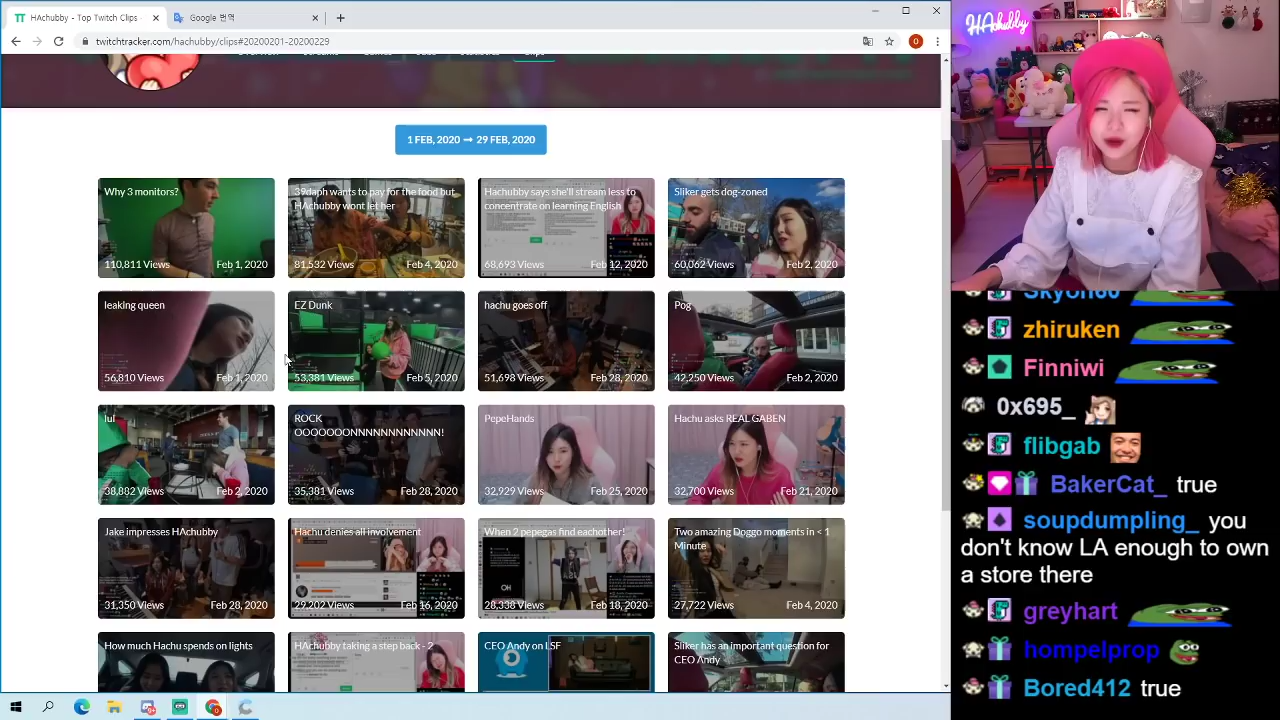 HAchubby - Top Twitch Clips
Google 번역
twitchtracker.com/hachubby/clips#20200201-20200229
1 FEB, 2020 ➞ 29 FEB, 2020
Why 3 monitors?
110,811 Views Feb 1, 2020
39daph wants to pay for the food but
HAchubby wont let her
81,532 Views Feb 4, 2020
Hachubby says she'll stream less to
concentrate on learning English
68,693 Views Feb 12, 2020
Sliker gets dog-zoned
60,062 Views Feb 2, 2020
leaking queen
56,810 Views Feb 1, 2020
EZ Dunk
53,381 Views Feb 5, 2020
hachu goes off
51,698 Views Feb 28, 2020
Pog
42,250 Views Feb 2, 2020
lul
38,882 Views Feb 2, 2020
ROCK
OOOOOOONNNNNNNNNNNN!
35,381 Views Feb 28, 2020
PepeHands
32,929 Views Feb 25, 2020
Hachu asks REAL GABEN
32,700 Views Feb 21, 2020
Jake impresses HAchubby
31,350 Views Feb 28, 2020
Hachu denies all involvement
29,202 Views Feb 16, 2020
When 2 pepegas find eachother!
OH
28,338 Views Feb 18, 2020
Two amazing Doggo moments in < 1
Minute
27,722 Views Feb 4, 2020
How much Hachu spends on lights
HAchubby taking a step back - 2
CEO Andy on LSF
Sliker has an important question for
CEO Andy
HAchubby
Skyon60
zhiruken
Finniwi
0x695_
flibgab
BakerCat_ true
soupdumpling_ you
don't know LA enough to own
a store there
greyhart
hompelprop
Bored412 true